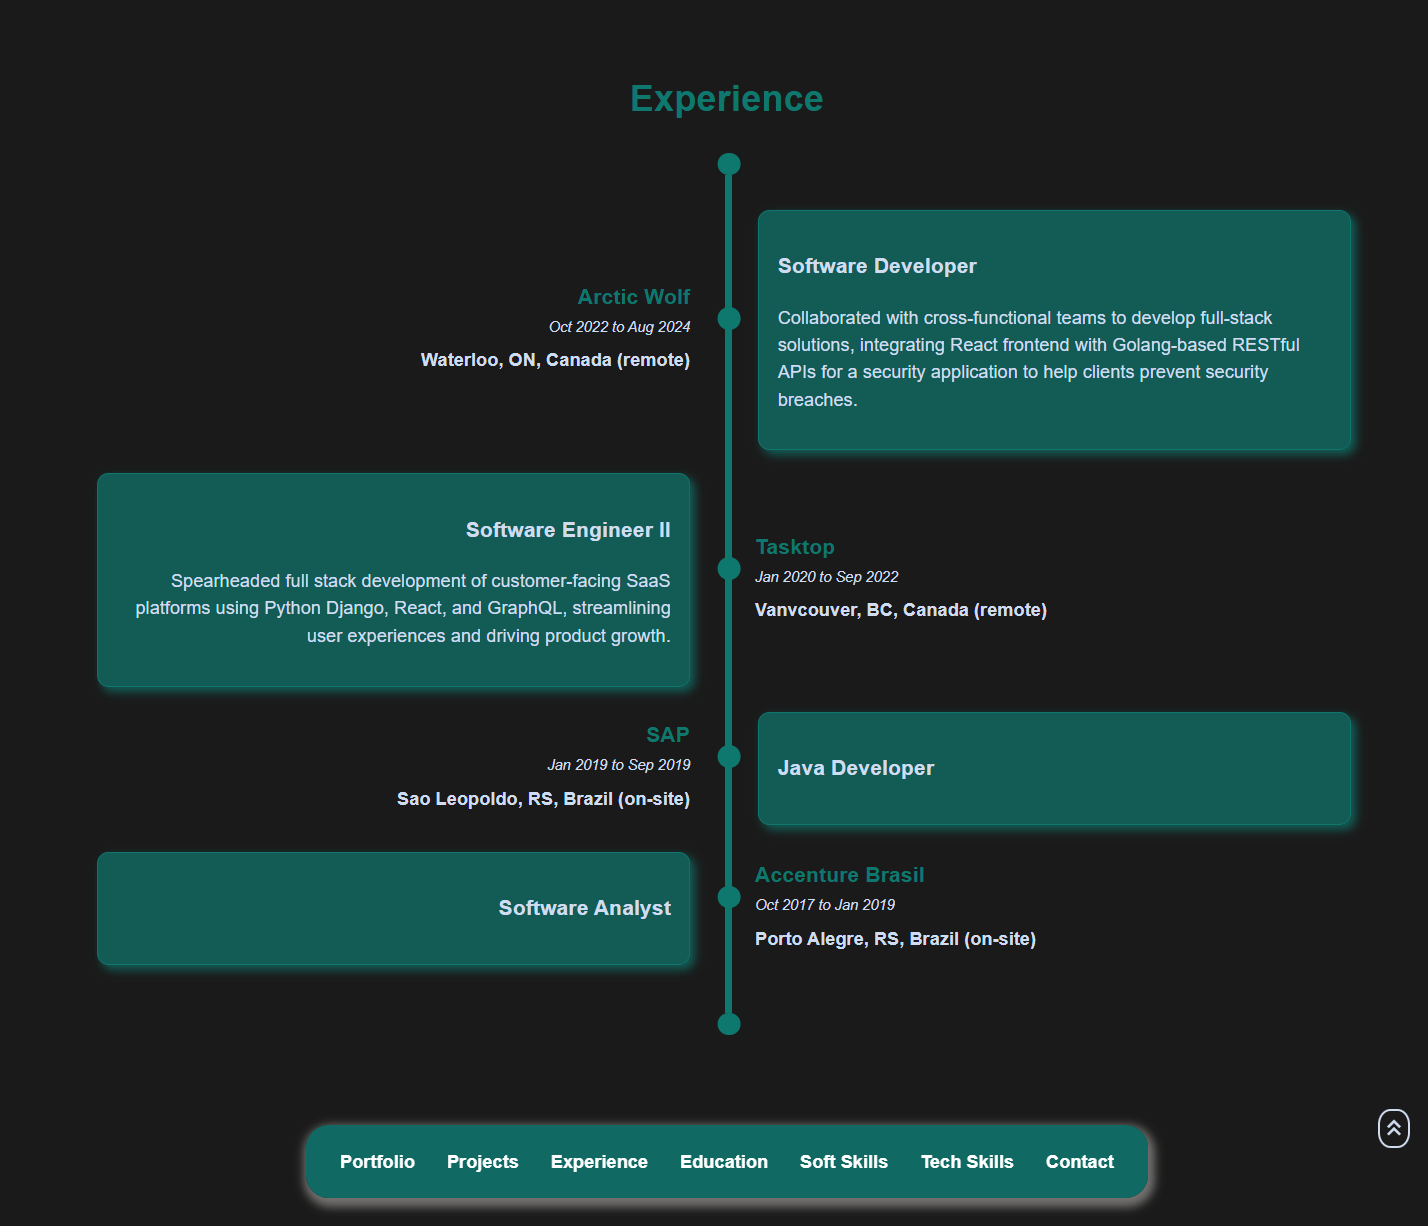 Experience
Arctic Wolf
Oct 2022 to Aug 2024
Waterloo, ON, Canada (remote)
Software Developer
Collaborated with cross-functional teams to develop full-stack
solutions, integrating React frontend with Golang-based RESTful
APIs for a security application to help clients prevent security
breaches.
Software Engineer II
Spearheaded full stack development of customer-facing SaaS
platforms using Python Django, React, and GraphQL, streamlining
user experiences and driving product growth.
Tasktop
Jan 2020 to Sep 2022
Vanvcouver, BC, Canada (remote)
SAP
Jan 2019 to Sep 2019
Sao Leopoldo, RS, Brazil (on-site)
Java Developer
Software Analyst
Accenture Brasil
Oct 2017 to Jan 2019
Porto Alegre, RS, Brazil (on-site)
Portfolio Projects Experience Education Soft Skills Tech Skills Contact